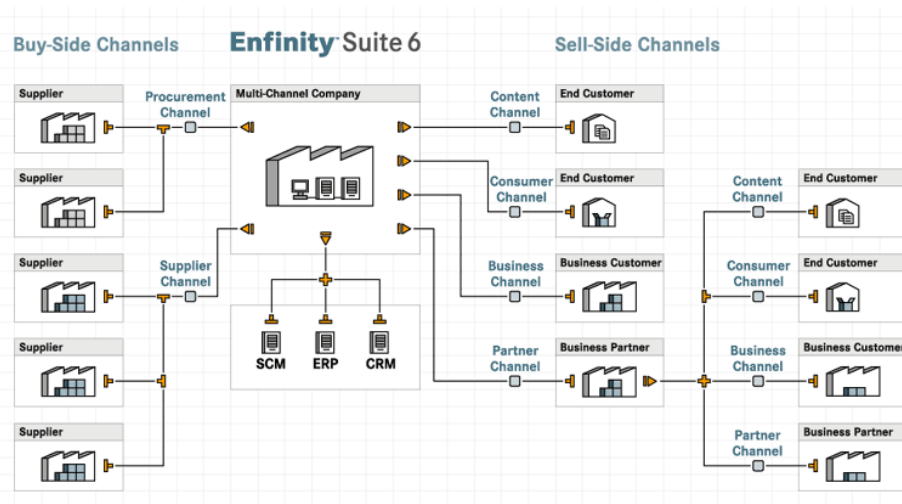 Buy-Side Channels
Enfinity Suite 6
Sell-Side Channels
Supplier
Procurement
Channel
Multi-Channel Company
Content
Channel
End Customer
Supplier
Consumer
Channel
End Customer
Content
Channel
End Customer
Supplier
Supplier
Channel
Business
Channel
Business Customer
Consumer
Channel
End Customer
SCM
ERP
CRM
Supplier
Partner
Channel
Business Partner
Business
Channel
Business Customer
Supplier
Partner
Channel
Business Partner